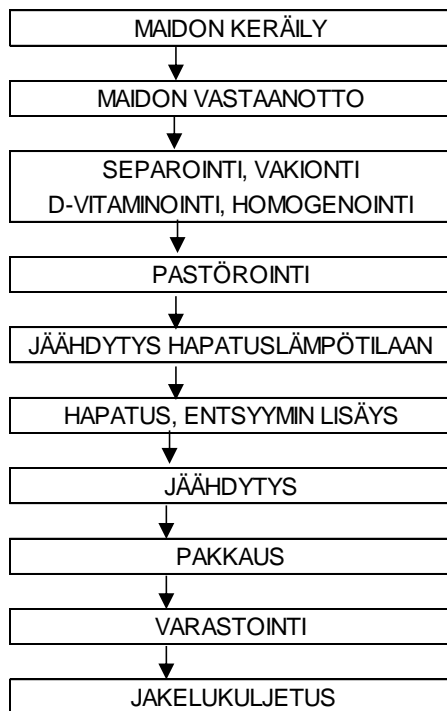 MAIDON KERÄILY
MAIDON VASTAANOTTO
SEPAROINTI, VAKIONTI
D-VITAMINOINTI, HOMOGENOINTI
PASTÖROINTI
JÄÄHDYTYS HAPATUSLÄMPÖTILAAN
HAPATUS, ENTSYYMIN LISÄYS
JÄÄHDYTYS
PAKKAUS
VARASTOINTI
JAKELUKULJETUS